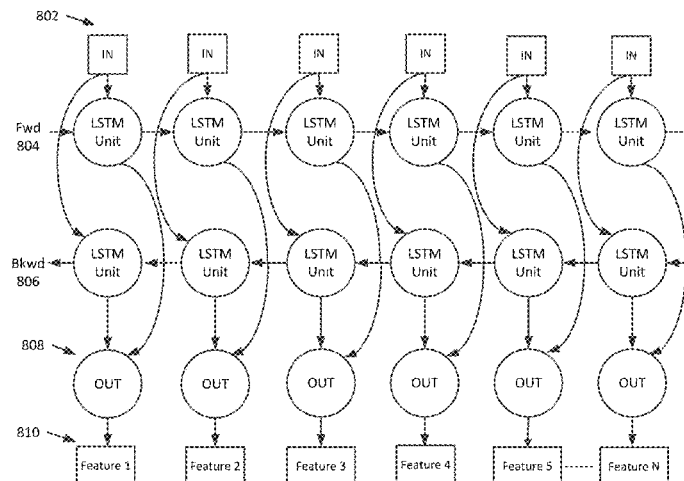 802
IN IN IN IN IN IN
Fwd
804
LSTM Unit LSTM Unit LSTM Unit LSTM Unit LSTM Unit LSTM Unit
Bkwd
806
LSTM Unit LSTM Unit LSTM Unit LSTM Unit LSTM Unit LSTM Unit
808
OUT OUT OUT OUT OUT OUT
810
Feature 1 Feature 2 Feature 3 Feature 4 Feature 5 Feature N